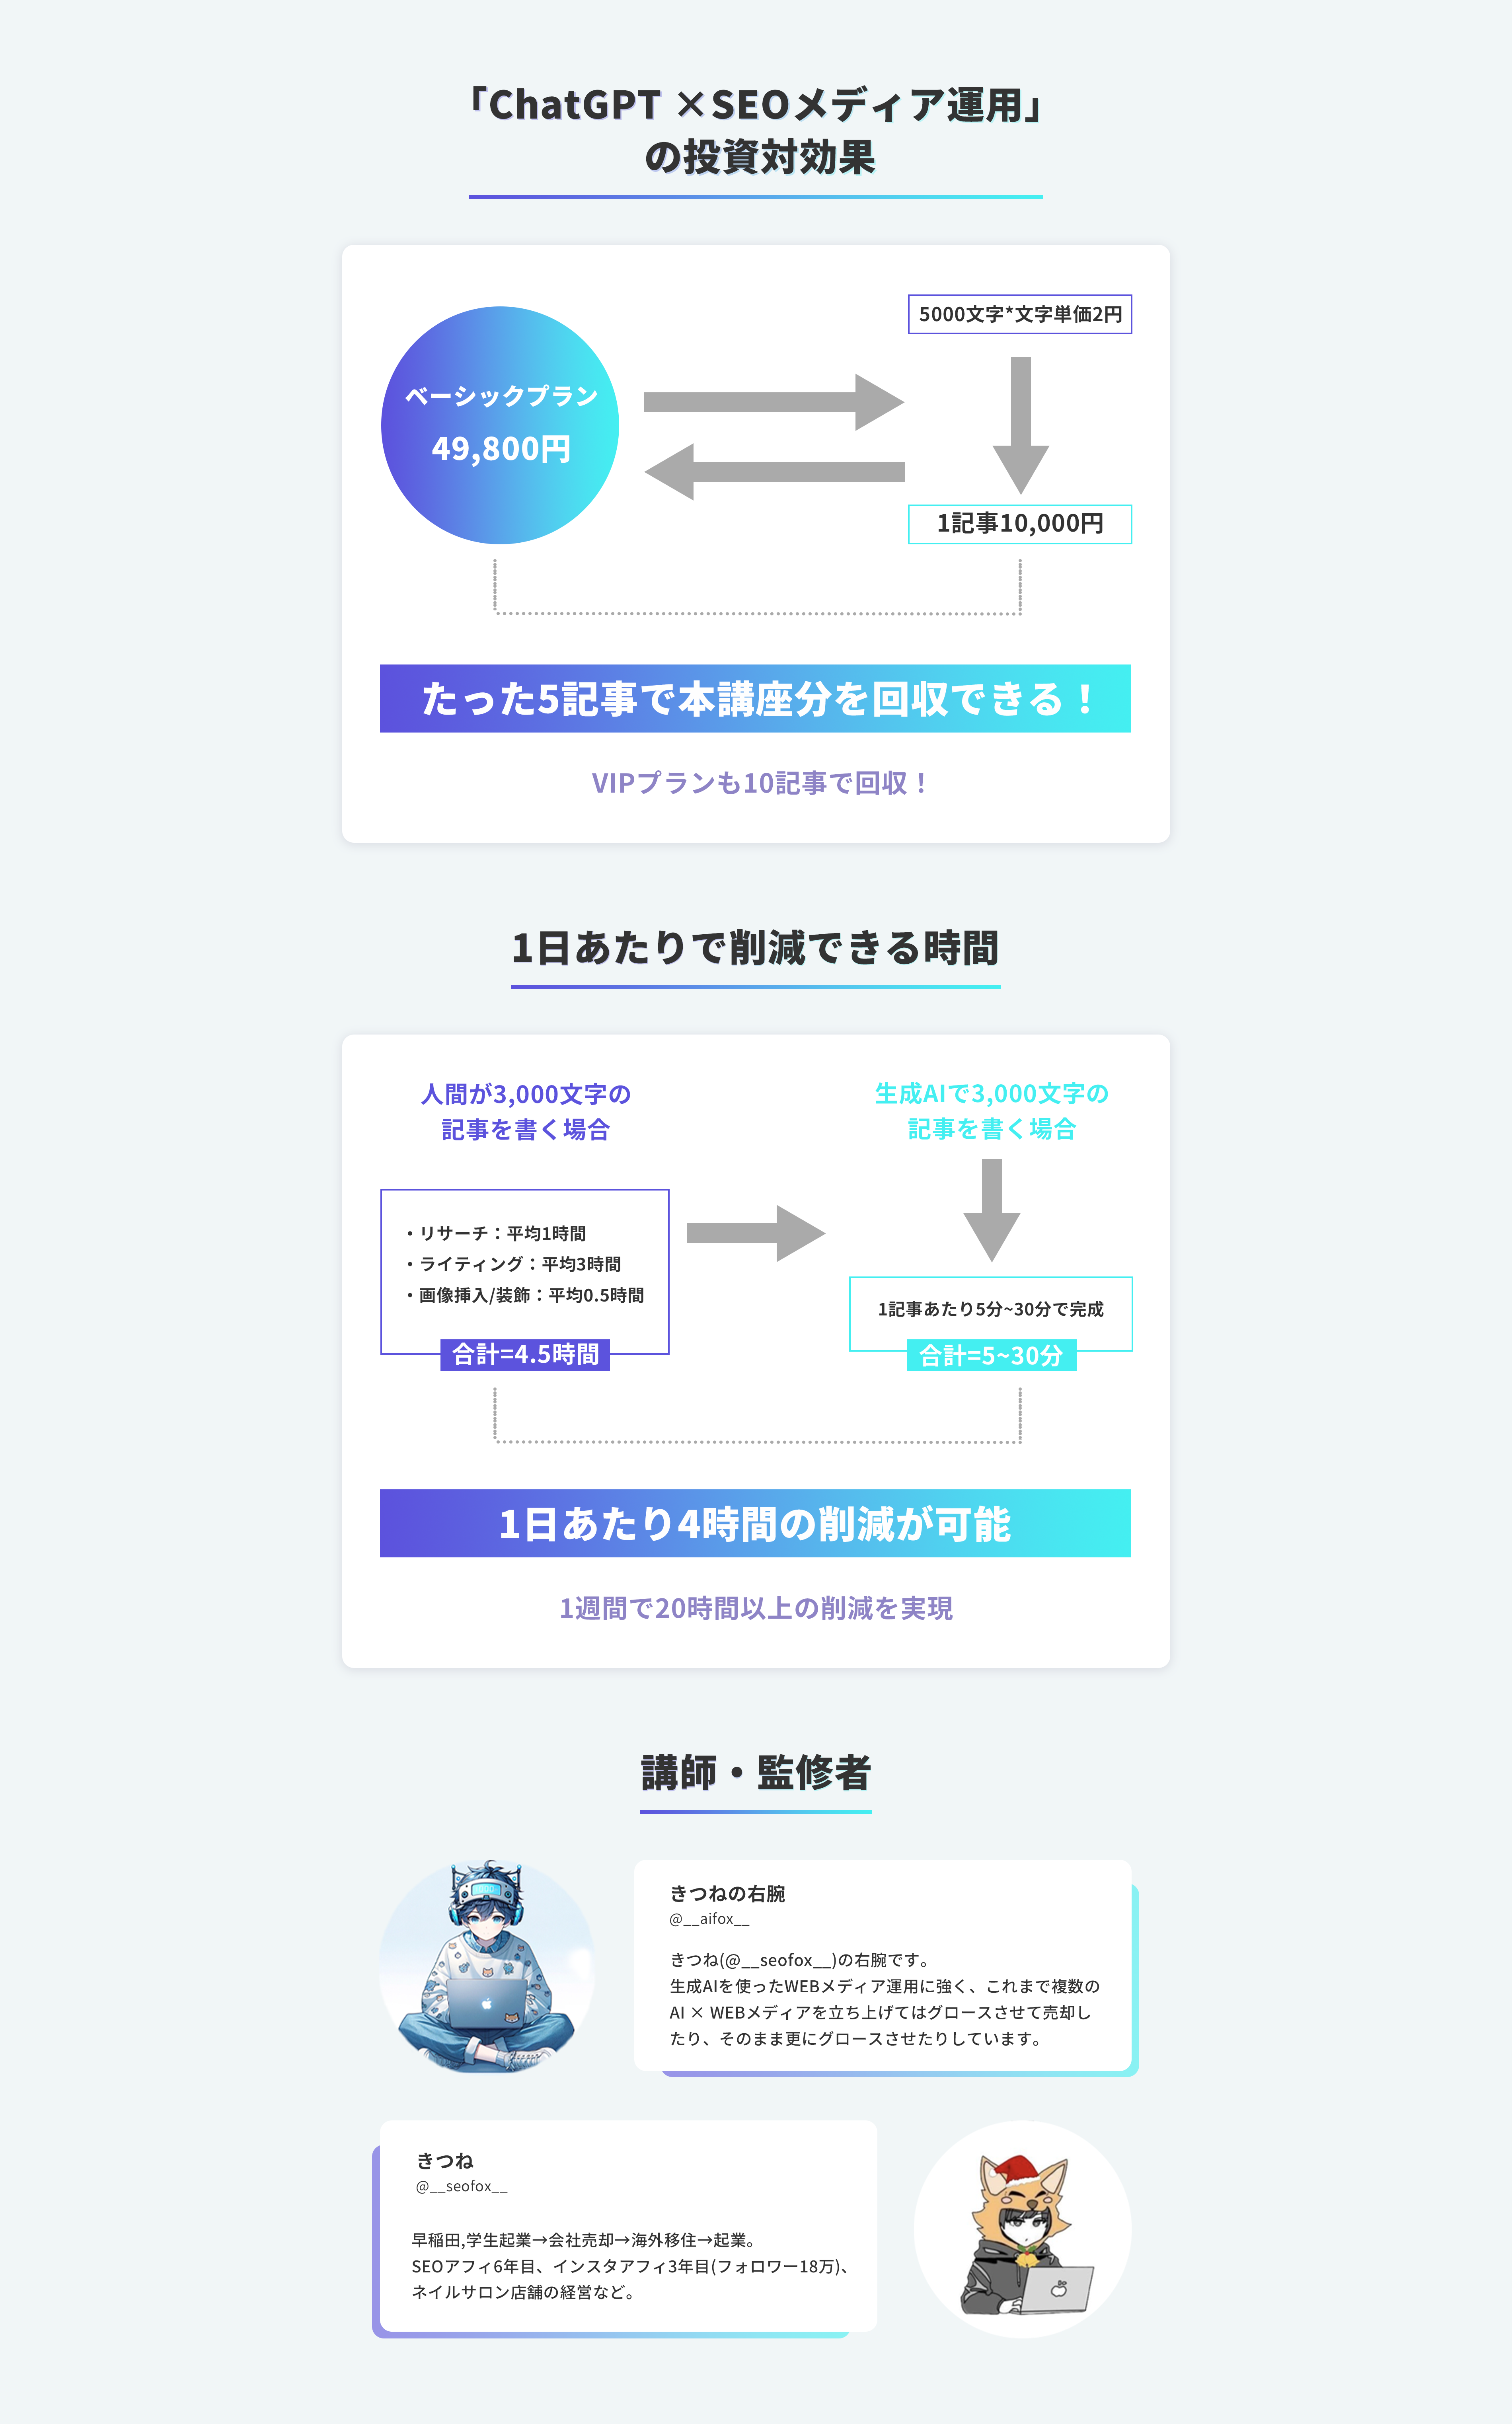 「ChatGPT ×SEOメディア運用」
の投資対効果
5000文字*文字単価2円
ベーシックプラン
49,800円
1記事10,000円
たった5記事で本講座分を回収できる！
VIPプランも10記事で回収！
1日あたりで削減できる時間
人間が3,000文字の
記事を書く場合
生成AIで3,000文字の
記事を書く場合
・リサーチ：平均1時間
・ライティング：平均3時間
・画像挿入/装飾：平均0.5時間
合計=4.5時間
1記事あたり5分~30分で完成
合計=5~30分
1日あたり4時間の削減が可能
1週間で20時間以上の削減を実現
講師・監修者
きつねの右腕
@__aifox__
きつね(@__seofox__)の右腕です。
生成AIを使ったWEBメディア運用に強く、これまで複数の
AI × WEBメディアを立ち上げてはグロースさせて売却し
たり、そのまま更にグロースさせたりしています。
きつね
@__seofox__
早稲田,学生起業→会社売却→海外移住→起業。
SEOアフィ6年目、インスタアフィ3年目(フォロワー18万)、
ネイルサロン店舗の経営など。